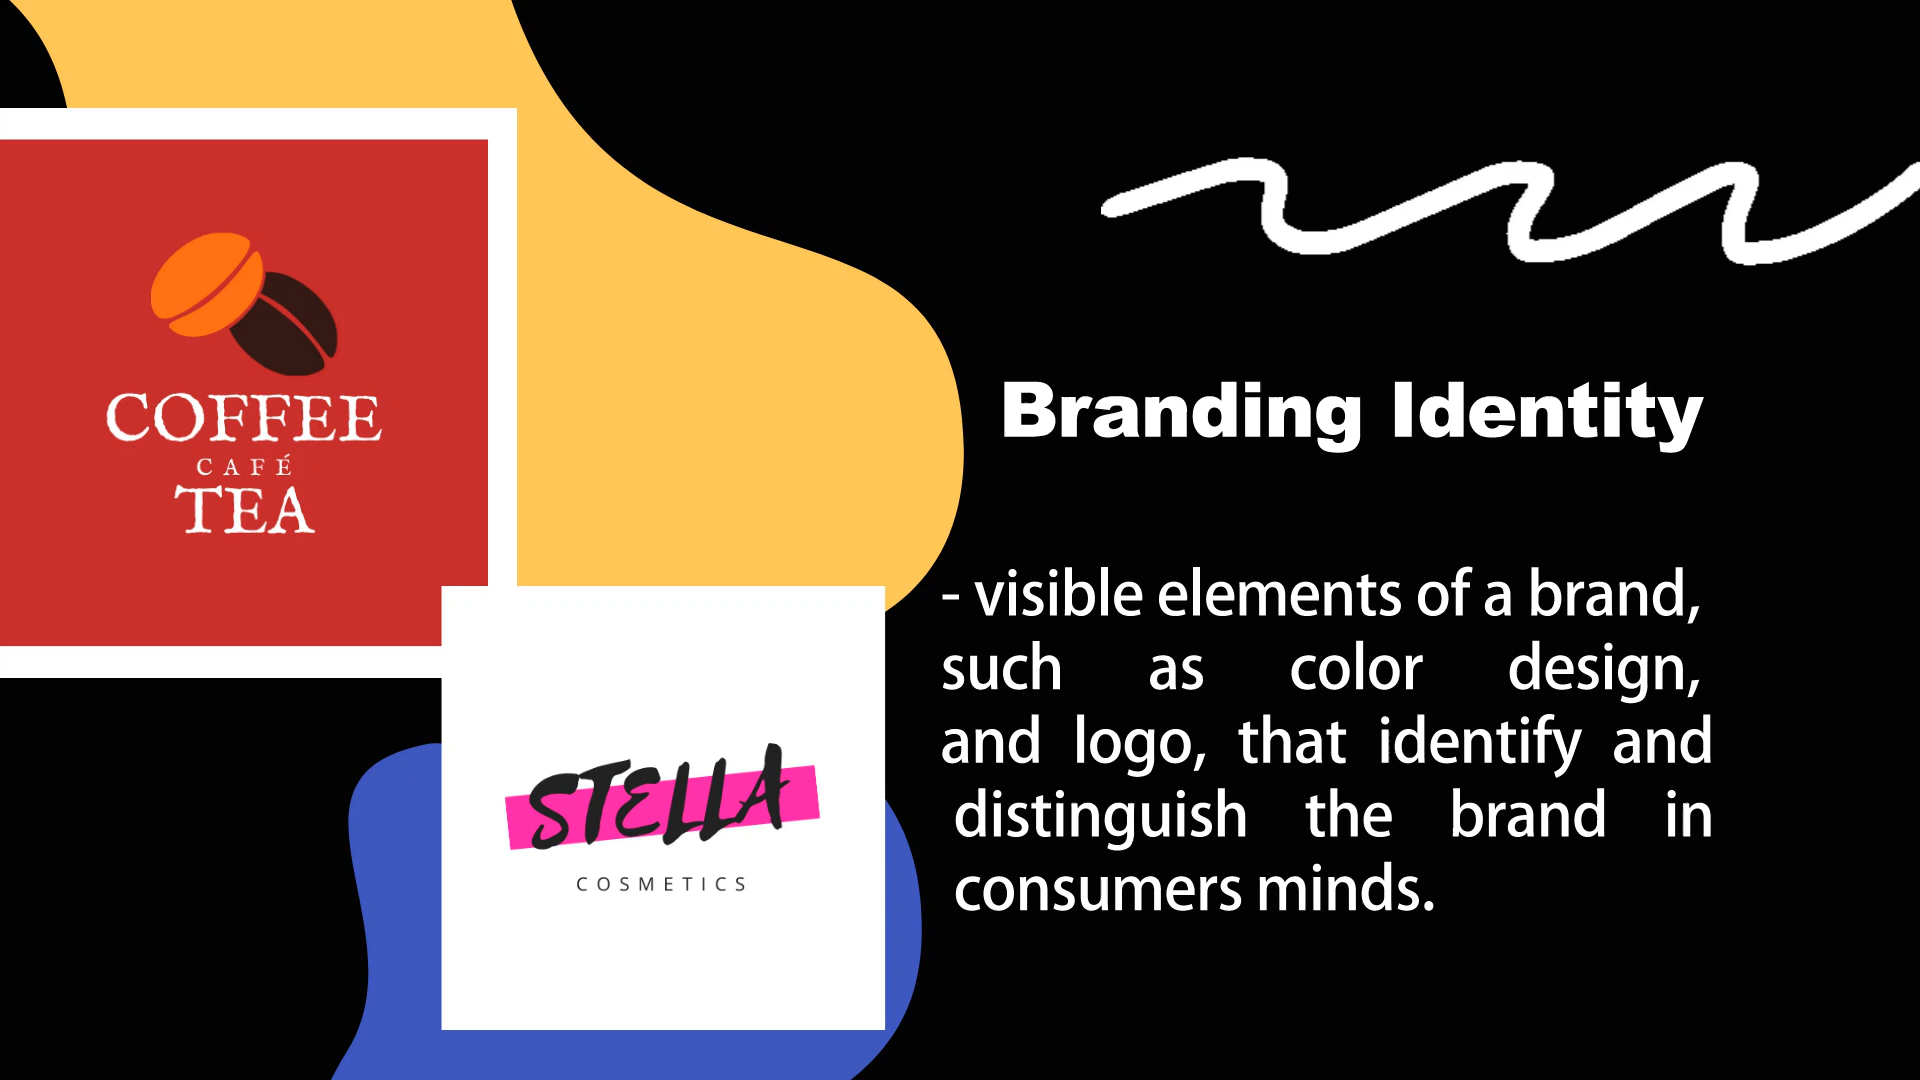 COFFEE
CAFÉ
TEA
STELLA
COSMETICS
Branding Identity
- visible elements of a brand,
such as color design,
and logo, that identify and
distinguish the brand in
consumers minds.